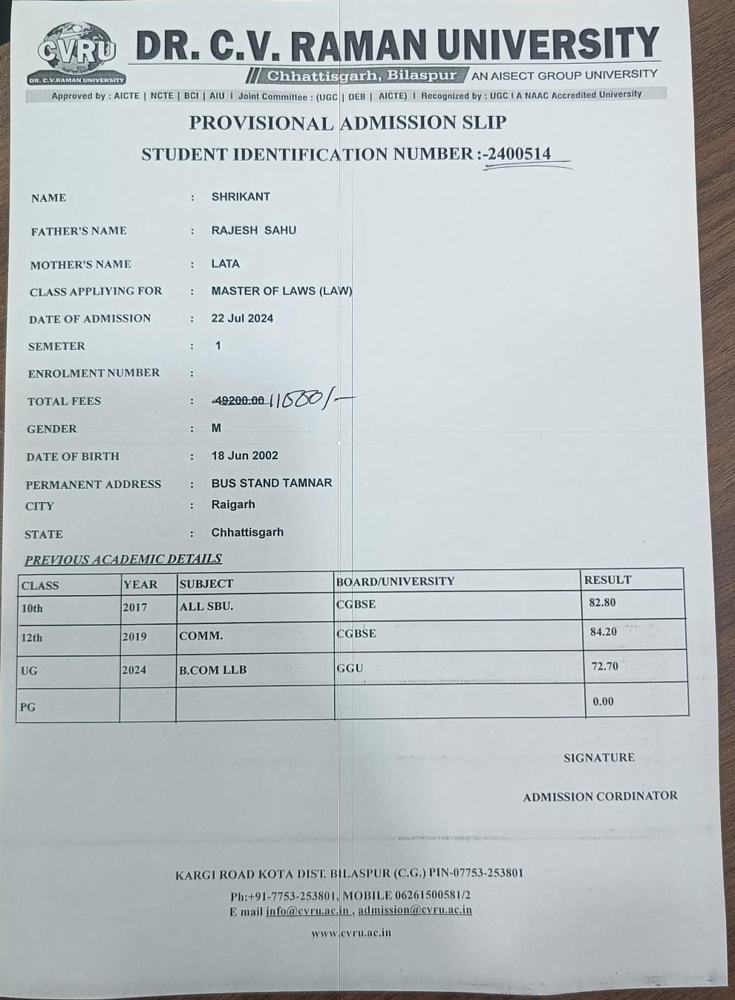 CVRU
DR. C.V.RAMAN UNIVERSITY
DR. C.V. RAMAN UNIVERSITY
Chhattisgarh, Bilaspur AN AISECT GROUP UNIVERSITY
Approved by : AICTE | NCTE | BCI | AIU I Joint Committee : (UGC | DEB | AICTE) I Recognized by : UGC I A NAAC Accredited University
PROVISIONAL ADMISSION SLIP
STUDENT IDENTIFICATION NUMBER :-2400514
NAME : SHRIKANT
FATHER'S NAME : RAJESH SAHU
MOTHER'S NAME : LATA
CLASS APPLIYING FOR : MASTER OF LAWS (LAW)
DATE OF ADMISSION : 22 Jul 2024
SEMETER : 1
ENROLMENT NUMBER :
TOTAL FEES : 49200.00
GENDER : M
DATE OF BIRTH : 18 Jun 2002
PERMANENT ADDRESS : BUS STAND TAMNAR
CITY : Raigarh
STATE : Chhattisgarh
PREVIOUS ACADEMIC DETAILS
CLASS YEAR SUBJECT BOARD/UNIVERSITY RESULT
10th 2017 ALL SBU. CGBSE 82.80
12th 2019 COMM. CGBSE 84.20
UG 2024 B.COM LLB GGU 72.70
PG 0.00
SIGNATURE
ADMISSION CORDINATOR
KARGI ROAD KOTA DIST. BILASPUR (C.G.) PIN-07753-253801
Ph:+91-7753-253801, MOBILE 06261500581/2
E mail info@cvru.ac.in , admission@cvru.ac.in
www.cvru.ac.in